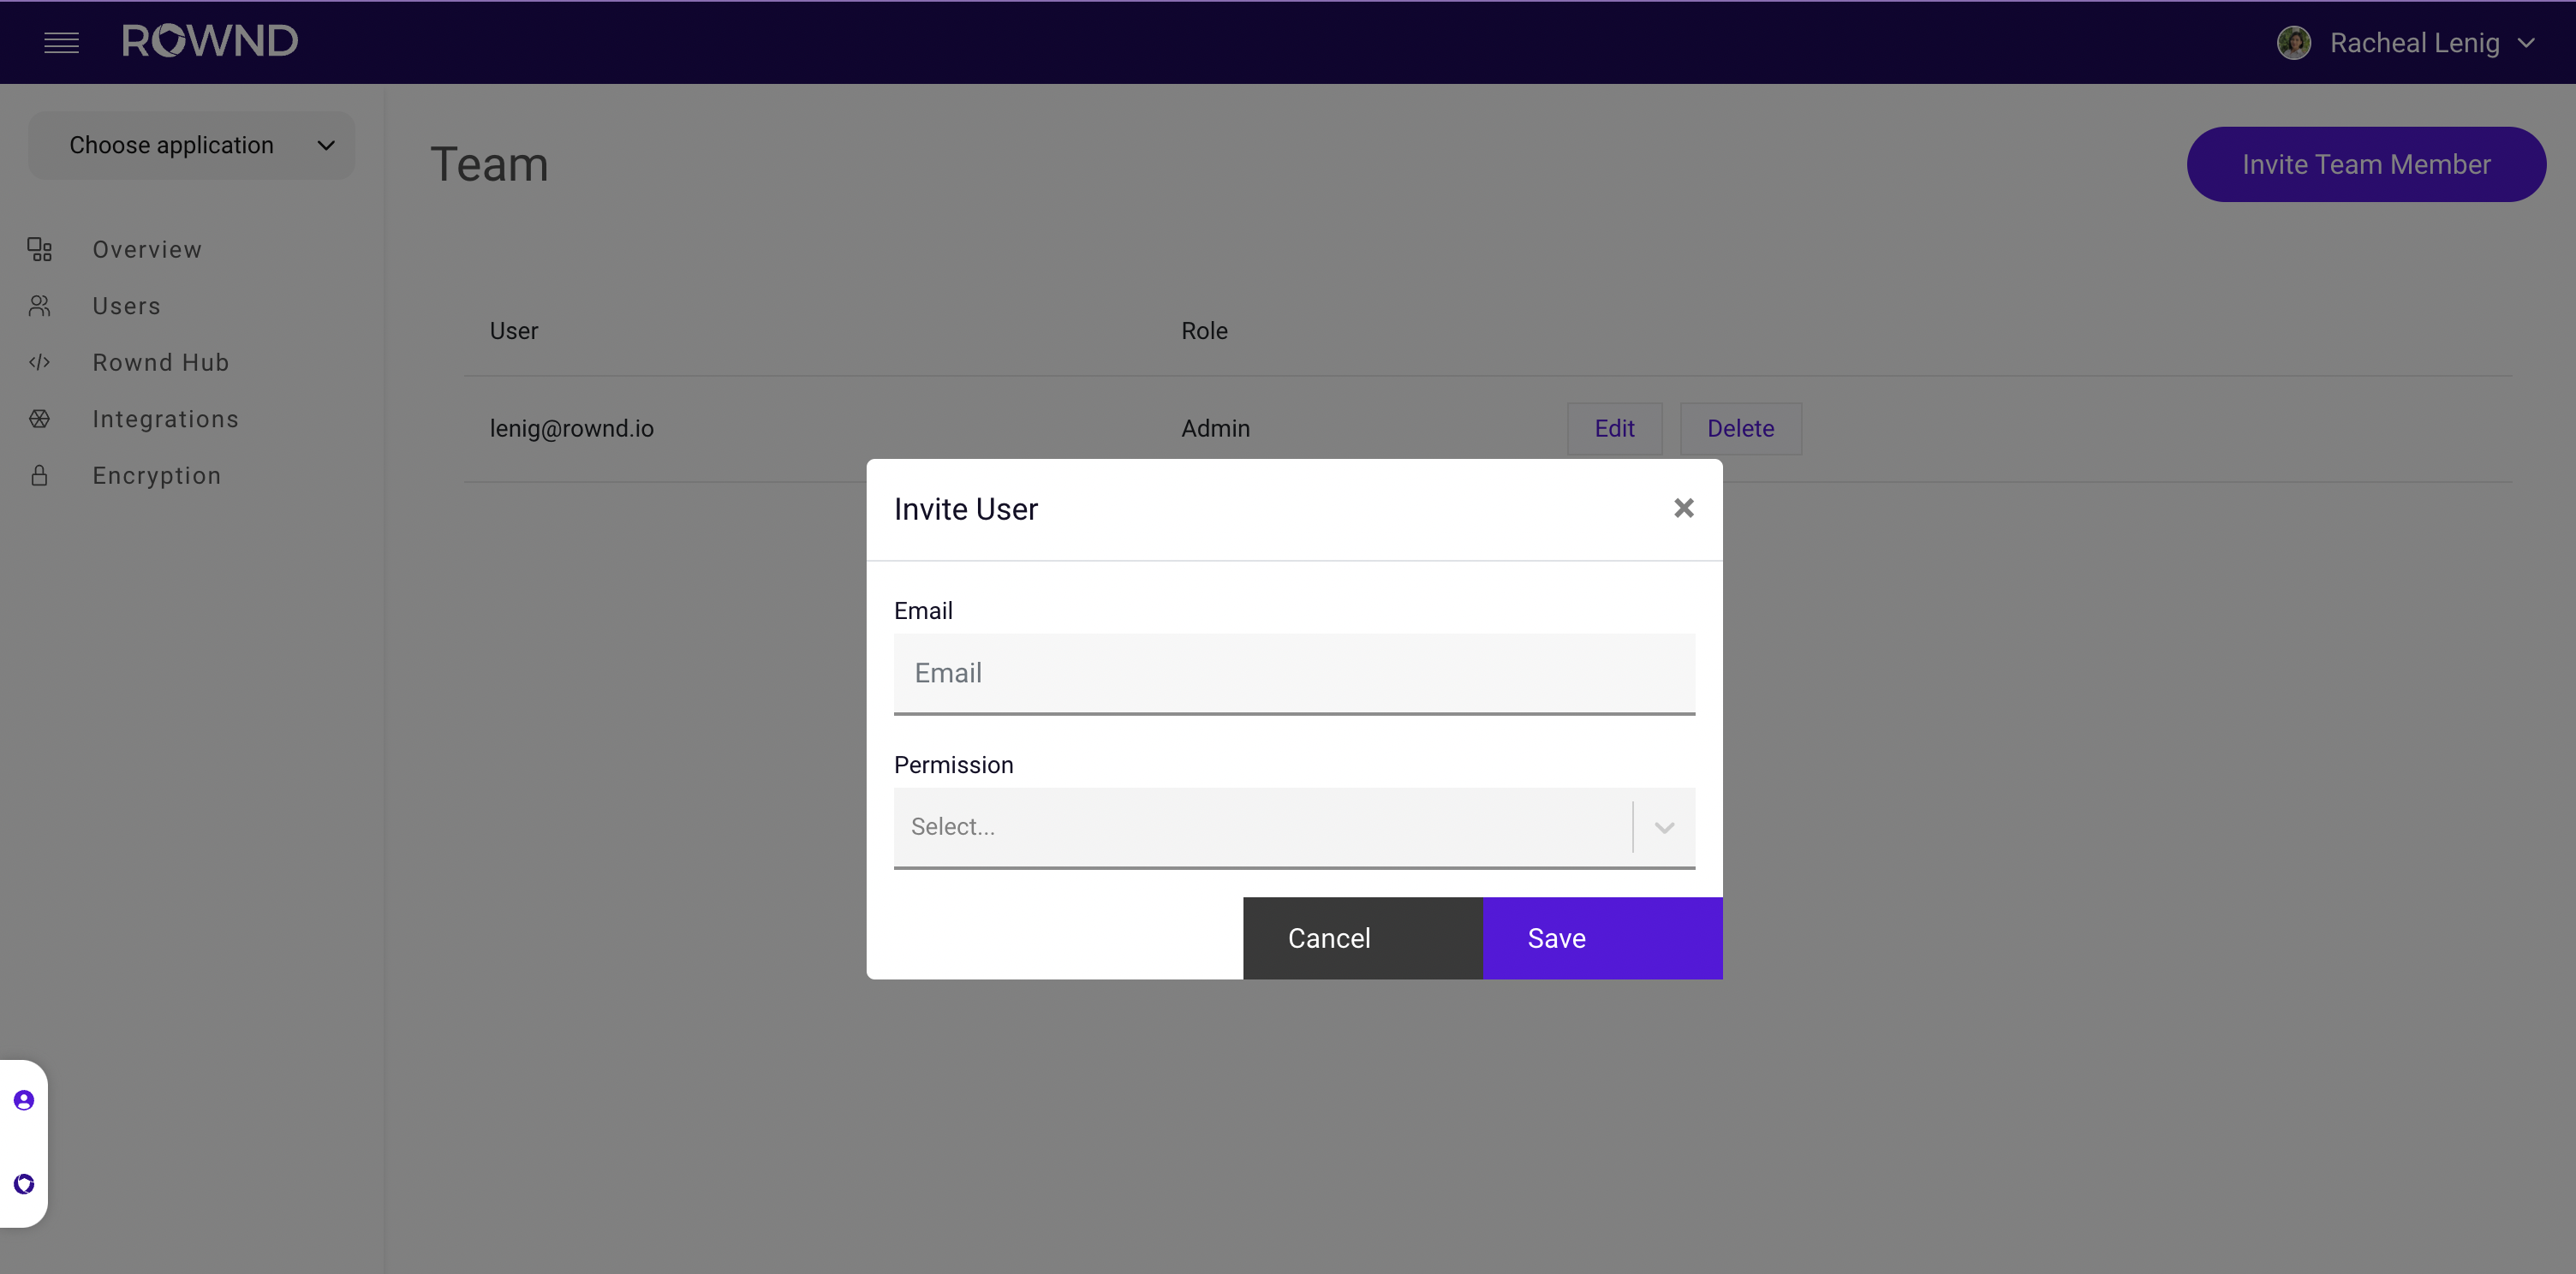 ROWND
Racheal Lenig
Choose application
Team
Invite Team Member
Overview
Users
Rownd Hub
Integrations
Encryption
User Role
lenig@rownd.io Admin Edit Delete
Invite User
Email
Email
Permission
Select...
Cancel Save